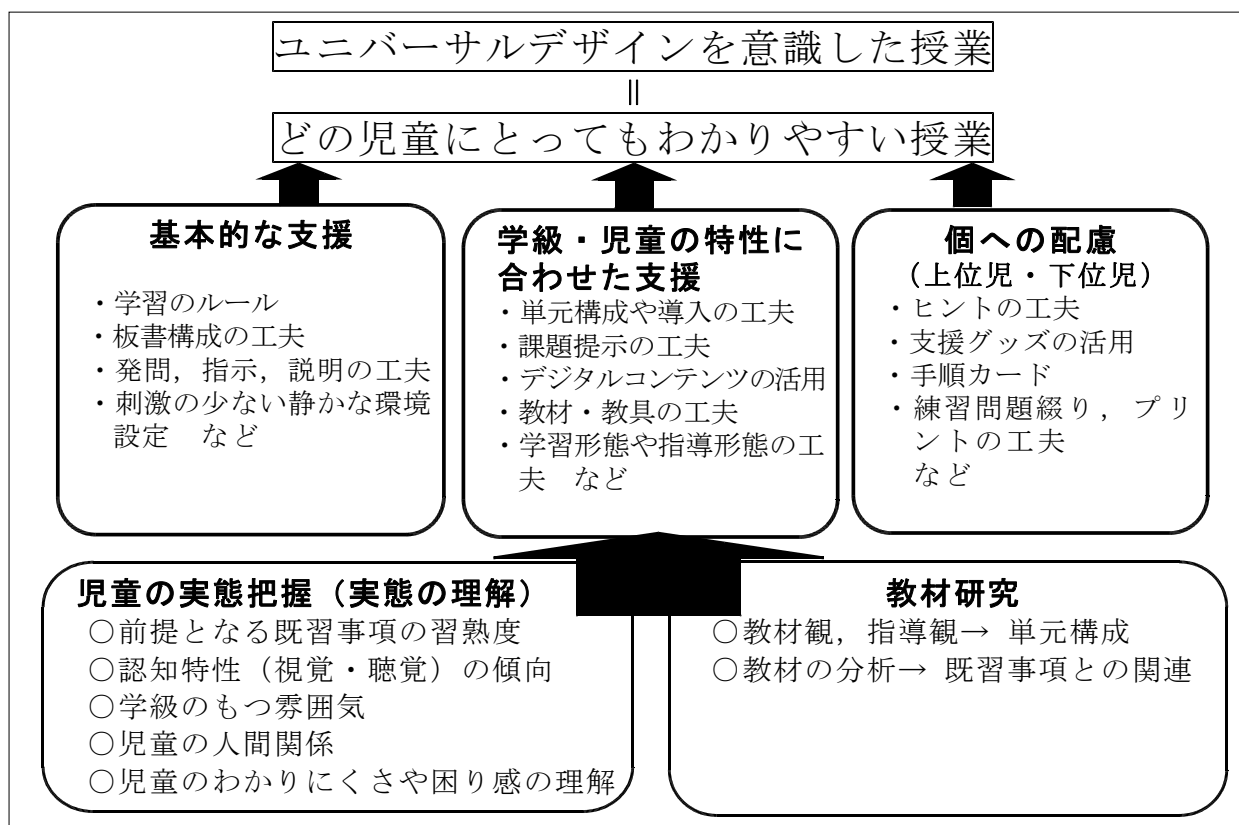 ユニバーサルデザインを意識した授業
＝
どの児童にとってもわかりやすい授業
基本的な支援
・学習のルール
・板書構成の工夫
・発問，指示，説明の工夫
・刺激の少ない静かな環境
設定　など
学級・児童の特性に
合わせた支援
・単元構成や導入の工夫
・課題提示の工夫
・デジタルコンテンツの活用
・教材・教具の工夫
・学習形態や指導形態の工
夫　など
個への配慮
（上位児・下位児）
・ヒントの工夫
・支援グッズの活用
・手順カード
・練習問題綴り，プリ
ントの工夫
など
児童の実態把握（実態の理解）
○前提となる既習事項の習熟度
○認知特性（視覚・聴覚）の傾向
○学級のもつ雰囲気
○児童の人間関係
○児童のわかりにくさや困り感の理解
教材研究
○教材観，指導観→ 単元構成
○教材の分析→ 既習事項との関連